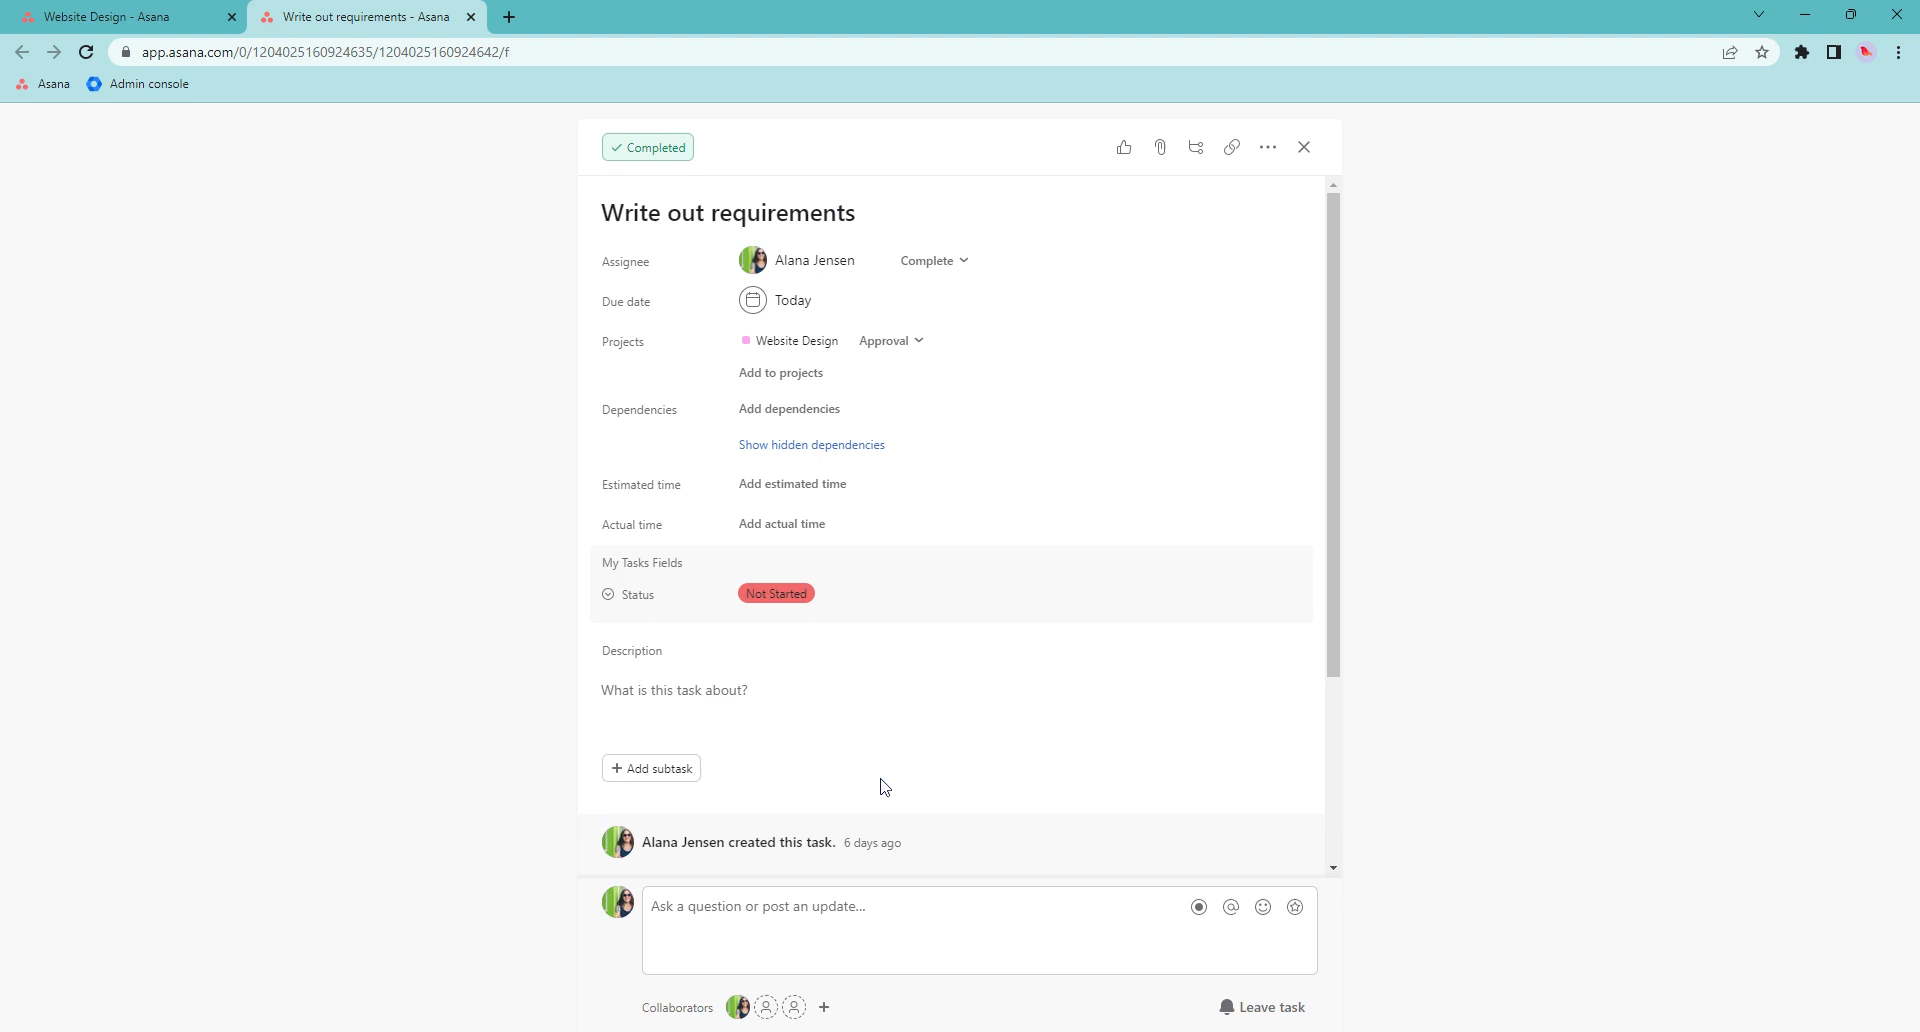 Website Design - Asana
Write out requirements - Asana
app.asana.com/0/1204025160924635/1204025160924642/f
Asana
Admin console
Completed
Write out requirements
Assignee
Alana Jensen
Complete
Due date
Today
Projects
Website Design
Approval
Add to projects
Dependencies
Add dependencies
Show hidden dependencies
Estimated time
Add estimated time
Actual time
Add actual time
My Tasks Fields
Status
Not Started
Description
What is this task about?
+ Add subtask
Alana Jensen created this task. 6 days ago
Ask a question or post an update...
Collaborators
Leave task